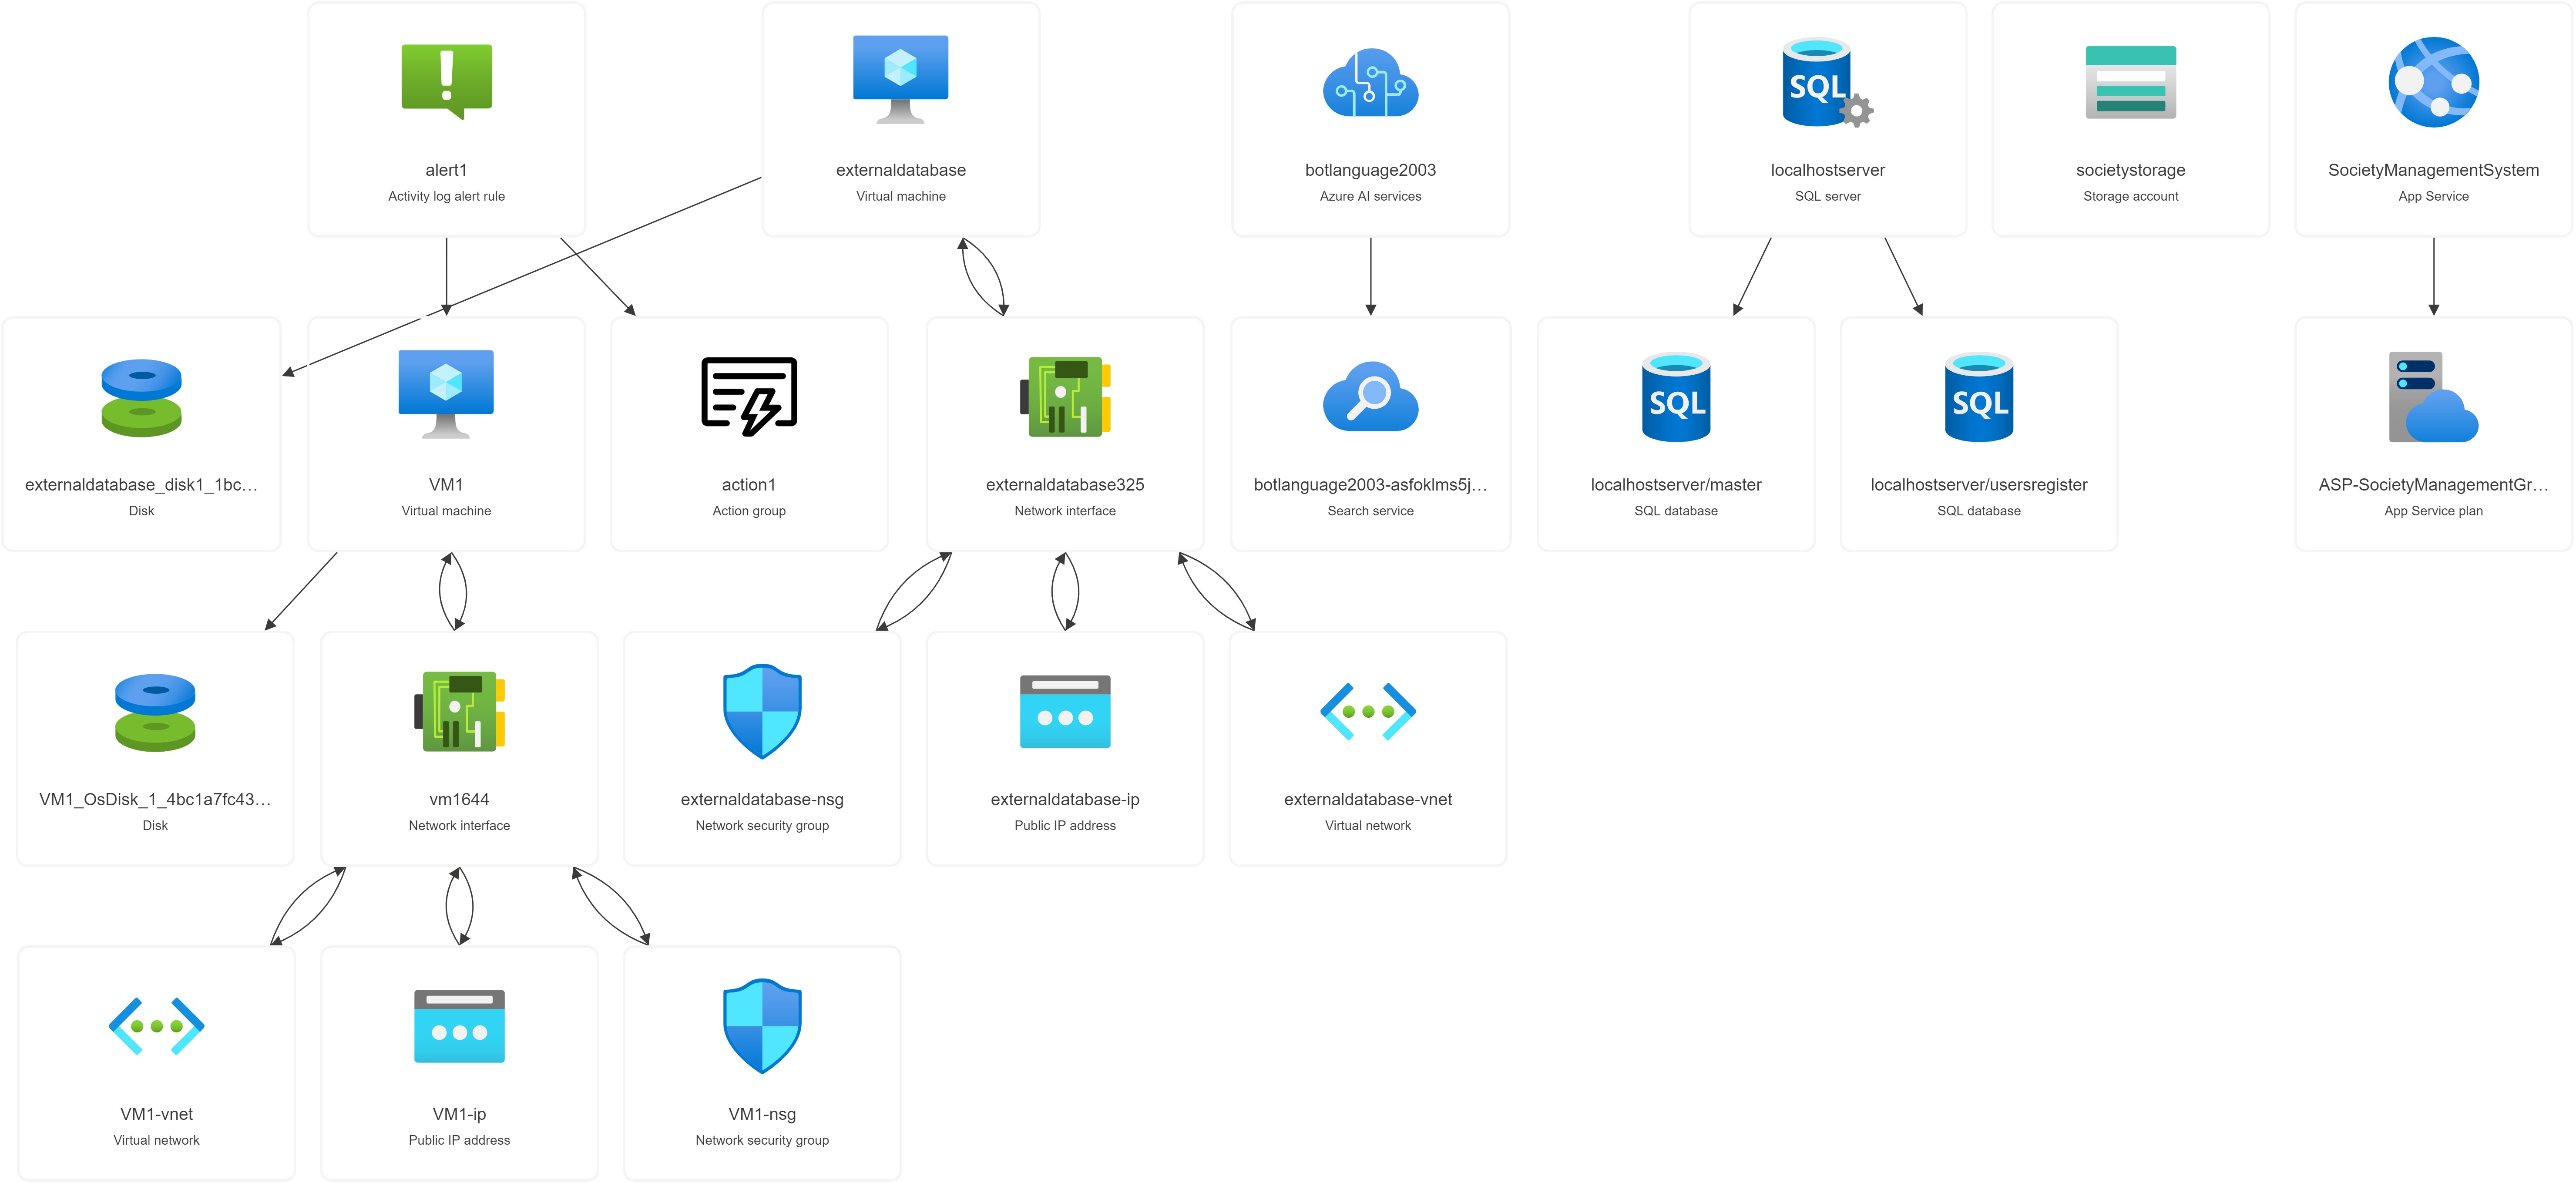 alert1
Activity log alert rule
externaldatabase
Virtual machine
botlanguage2003
Azure AI services
SQL
localhostserver
SQL server
societystorage
Storage account
SocietyManagementSystem
App Service
externaldatabase_disk1_1bc...
Disk
VM1
Virtual machine
action1
Action group
externaldatabase325
Network interface
botlanguage2003-asfoklms5j...
Search service
SQL
localhostserver/master
SQL database
SQL
localhostserver/usersregister
SQL database
ASP-SocietyManagementGr...
App Service plan
VM1_OsDisk_1_4bc1a7fc43...
Disk
vm1644
Network interface
externaldatabase-nsg
Network security group
externaldatabase-ip
Public IP address
externaldatabase-vnet
Virtual network
VM1-vnet
Virtual network
VM1-ip
Public IP address
VM1-nsg
Network security group